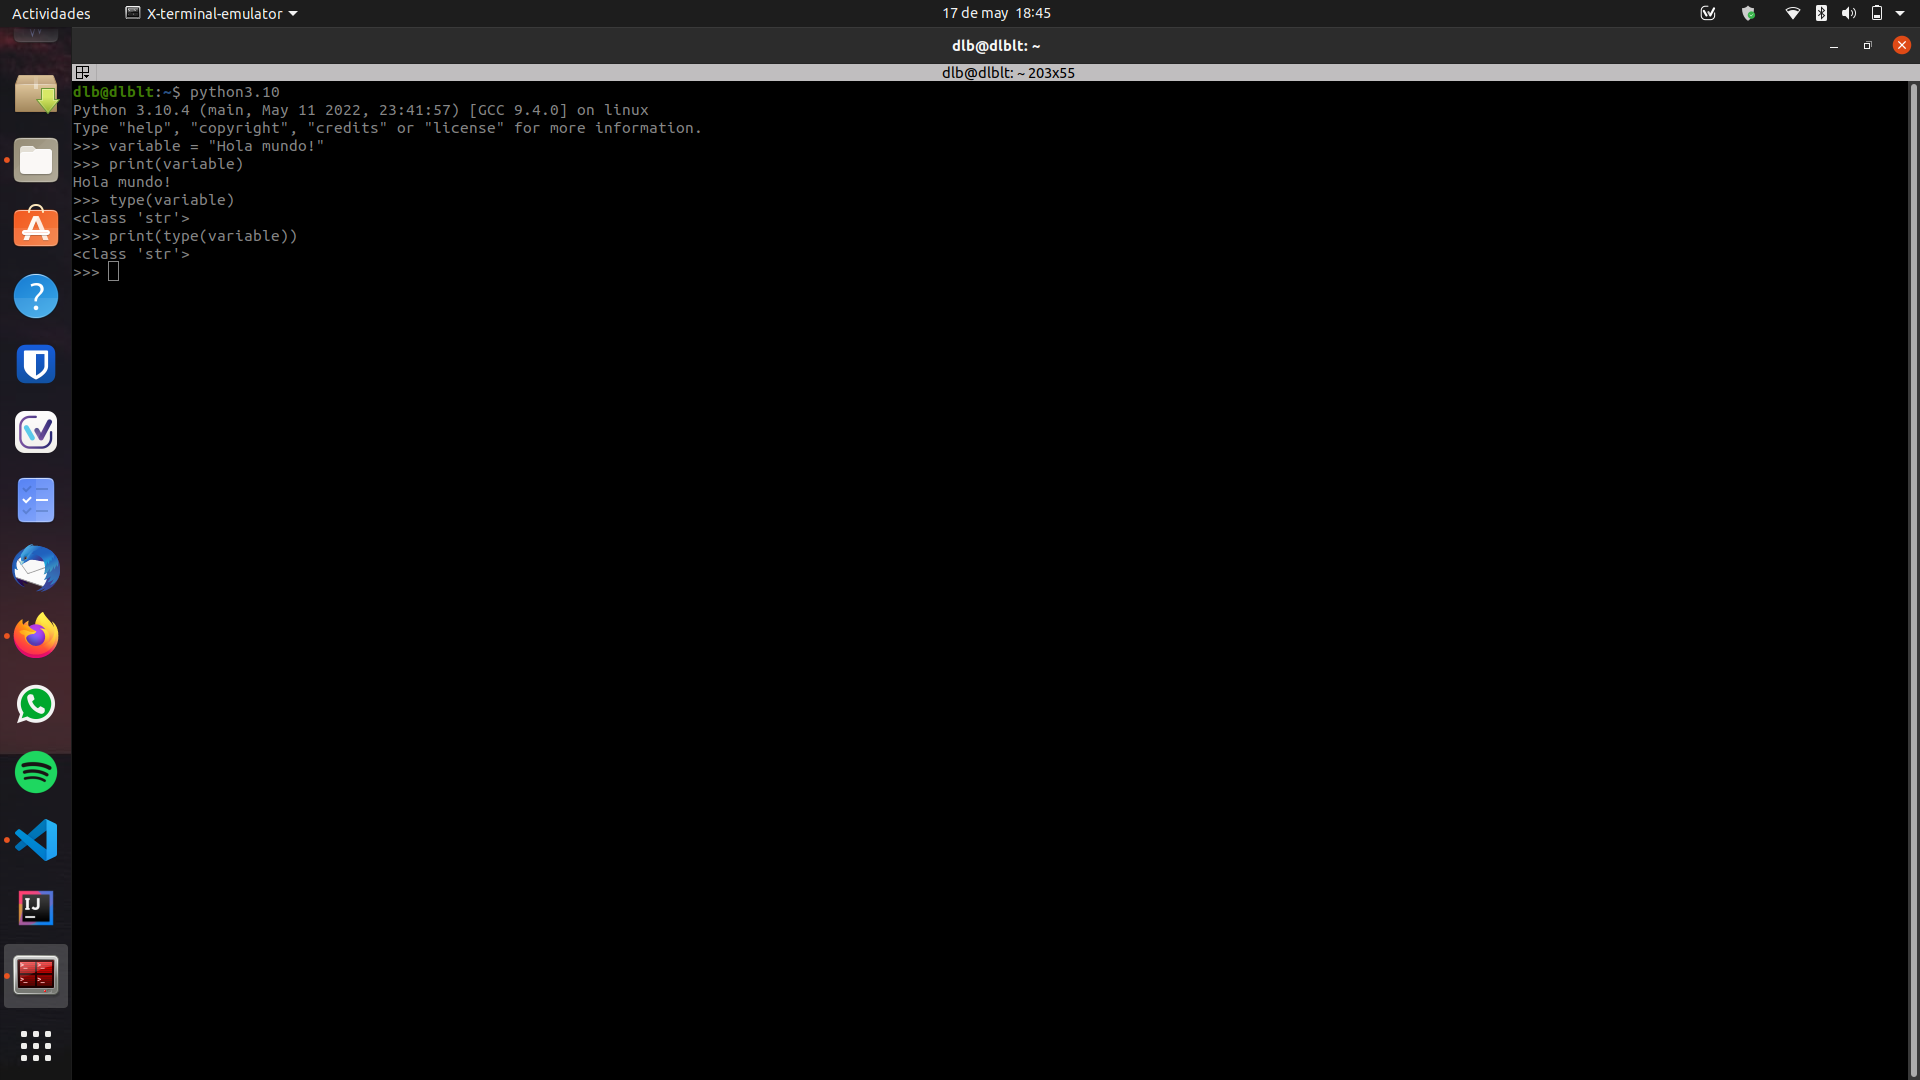 Actividades X-terminal-emulator 17 de may 18:45
dlb@dlblt: ~
dlb@dlblt: ~ 203x55
dlb@dlblt:~$ python3.10
Python 3.10.4 (main, May 11 2022, 23:41:57) [GCC 9.4.0] on linux
Type "help", "copyright", "credits" or "license" for more information.
>>> variable = "Hola mundo!"
>>> print(variable)
Hola mundo!
>>> type(variable)
<class 'str'>
>>> print(type(variable))
<class 'str'>
>>>
IJ